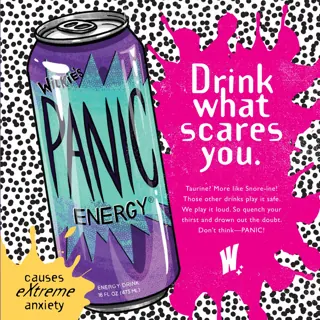 WILKIE'S
PANIC
ENERGY
ENERGY DRINK
16 FL OZ (473 ML)
Drink
what
scares
you.
Taurine? More like Snore-ine!
Those other drinks play it safe.
We play it loud. So quench your
thirst and drown out the doubt.
Don't think—PANIC!
W.
causes
eXtreme
anxiety